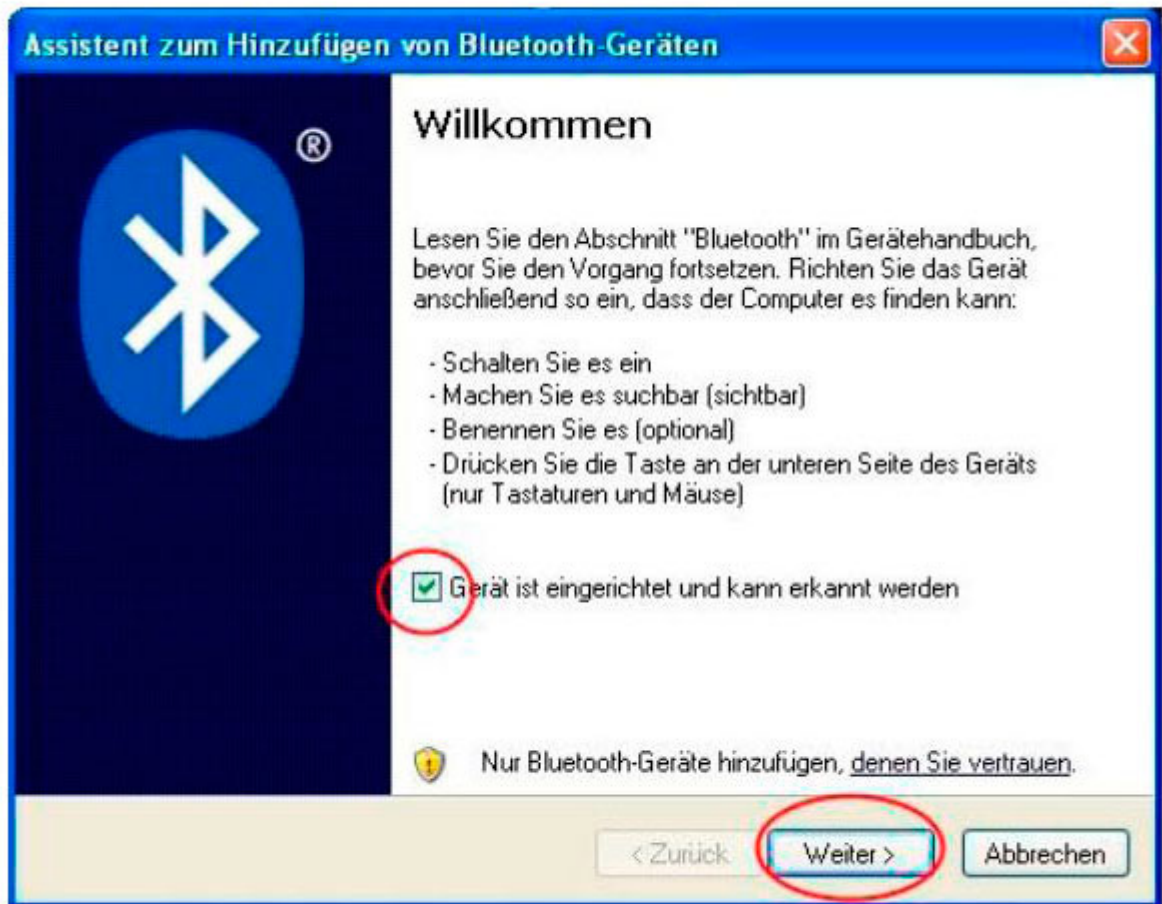 Assistent zum Hinzufügen von Bluetooth-Geräten
®
Willkommen
Lesen Sie den Abschnitt "Bluetooth" im Gerätehandbuch,
bevor Sie den Vorgang fortsetzen. Richten Sie das Gerät
anschließend so ein, dass der Computer es finden kann:
- Schalten Sie es ein
- Machen Sie es suchbar (sichtbar)
- Benennen Sie es (optional)
- Drücken Sie die Taste an der unteren Seite des Geräts
(nur Tastaturen und Mäuse)
Gerät ist eingerichtet und kann erkannt werden
Nur Bluetooth-Geräte hinzufügen, denen Sie vertrauen.
< Zurück Weiter > Abbrechen